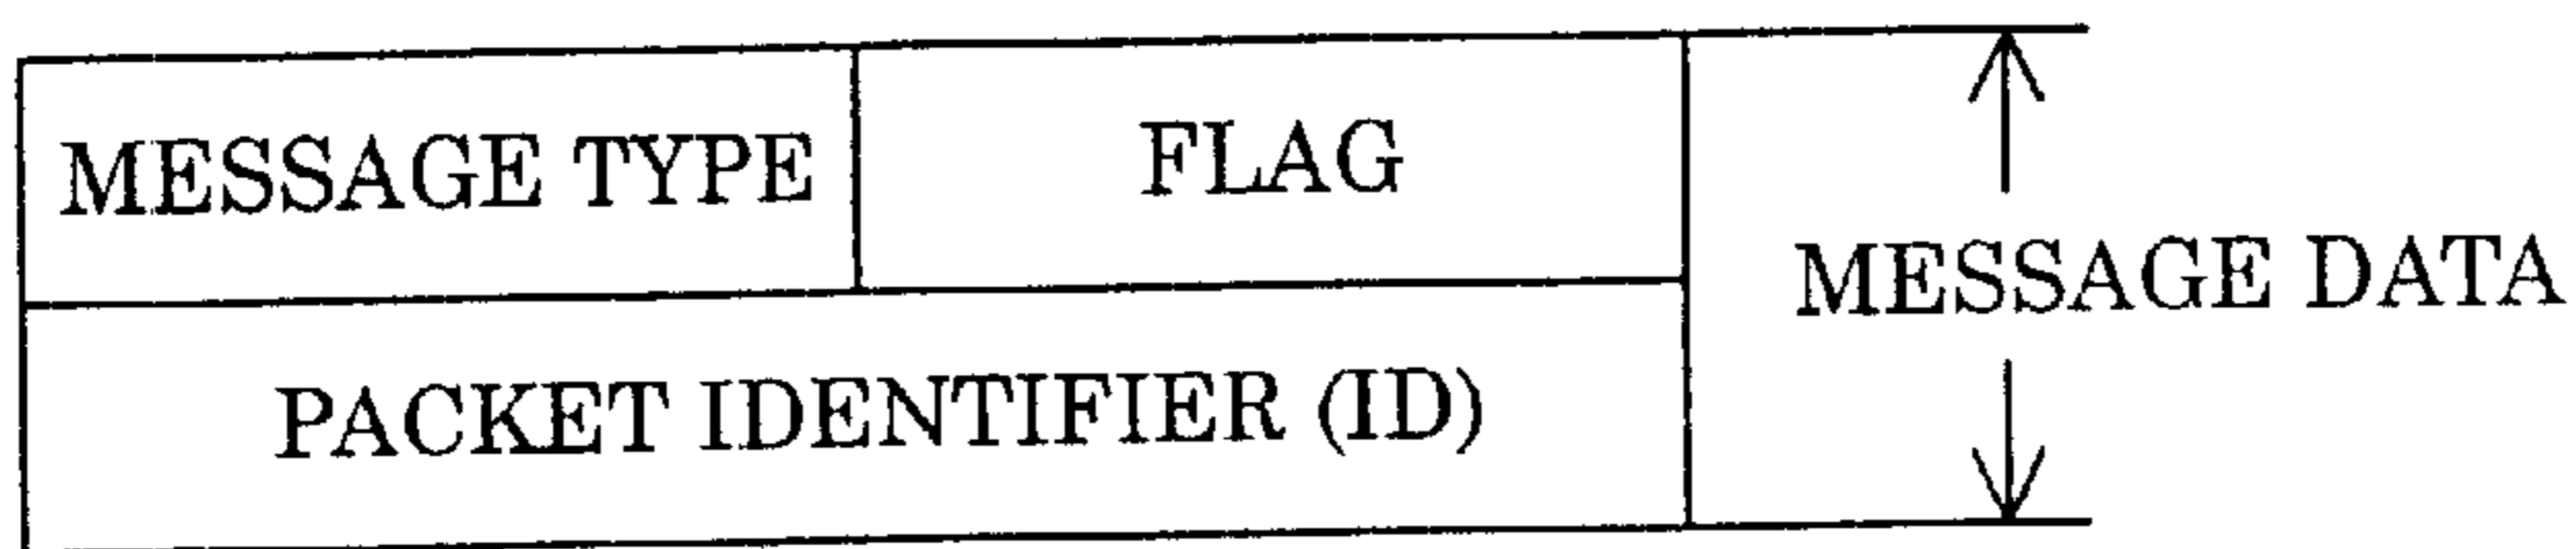 MESSAGE TYPE
FLAG
MESSAGE DATA
PACKET IDENTIFIER (ID)